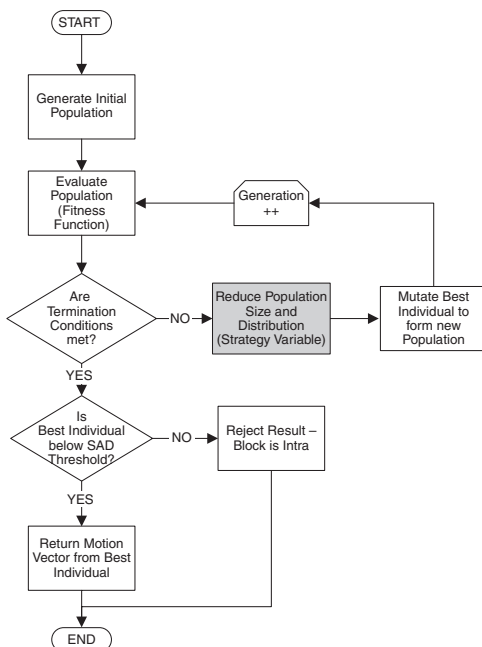 START
Generate Initial
Population
Evaluate
Population
(Fitness
Function)
Generation
++
Are
Termination
Conditions
met?
NO
Reduce Population
Size and
Distribution
(Strategy Variable)
Mutate Best
Individual to
form new
Population
YES
Is
Best Individual
below SAD
Threshold?
NO
Reject Result –
Block is Intra
YES
Return Motion
Vector from Best
Individual
END